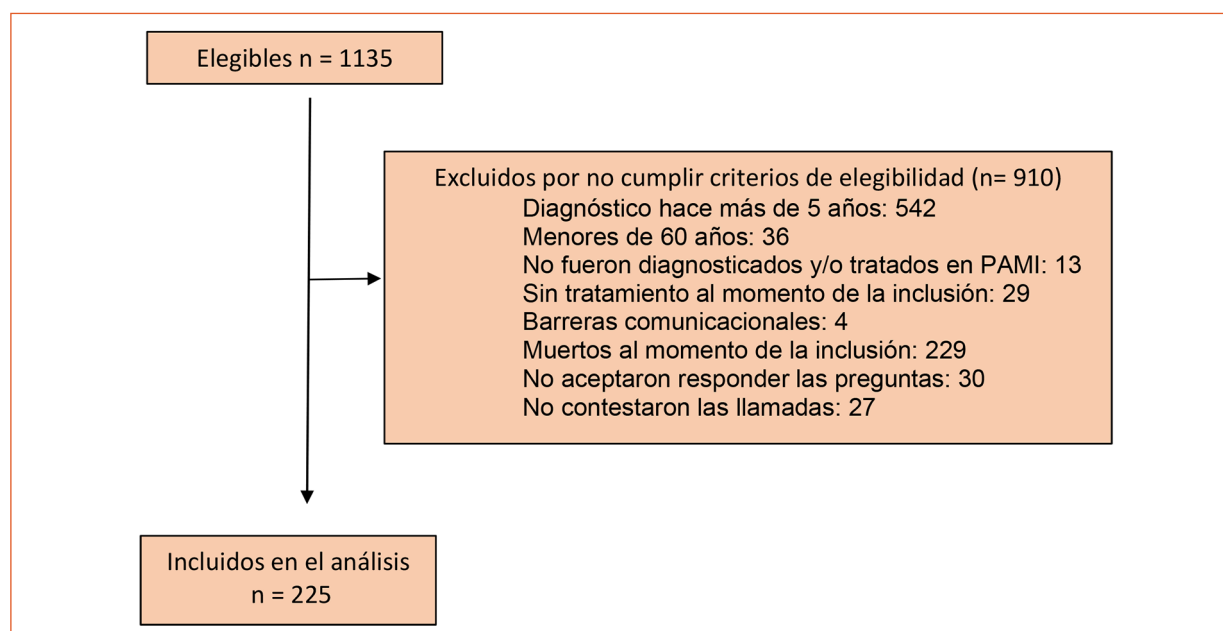 Elegibles n = 1135
Excluidos por no cumplir criterios de elegibilidad (n= 910)
Diagnóstico hace más de 5 años: 542
Menores de 60 años: 36
No fueron diagnosticados y/o tratados en PAMI: 13
Sin tratamiento al momento de la inclusión: 29
Barreras comunicacionales: 4
Muertos al momento de la inclusión: 229
No aceptaron responder las preguntas: 30
No contestaron las llamadas: 27
Incluidos en el análisis
n = 225